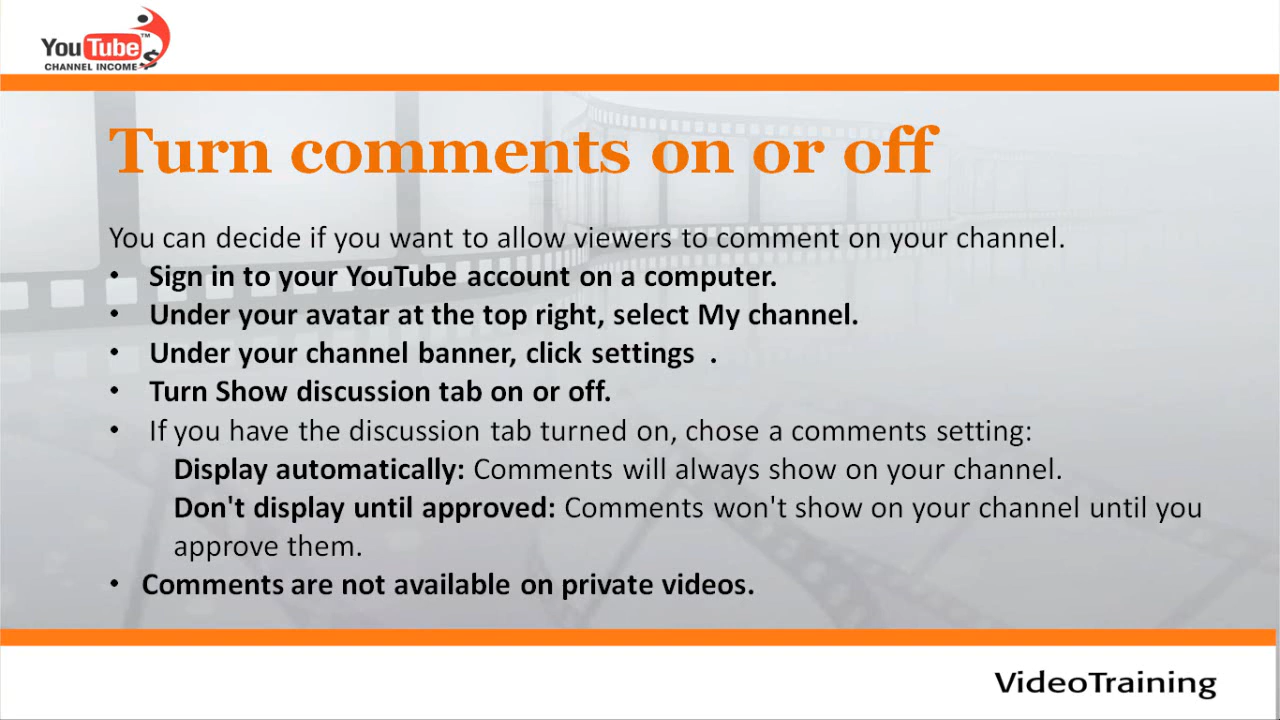 YouTube™
CHANNEL INCOME
Turn comments on or off
You can decide if you want to allow viewers to comment on your channel.
• Sign in to your YouTube account on a computer.
• Under your avatar at the top right, select My channel.
• Under your channel banner, click settings .
• Turn Show discussion tab on or off.
• If you have the discussion tab turned on, chose a comments setting:
Display automatically: Comments will always show on your channel.
Don't display until approved: Comments won't show on your channel until you
approve them.
• Comments are not available on private videos.
VideoTraining